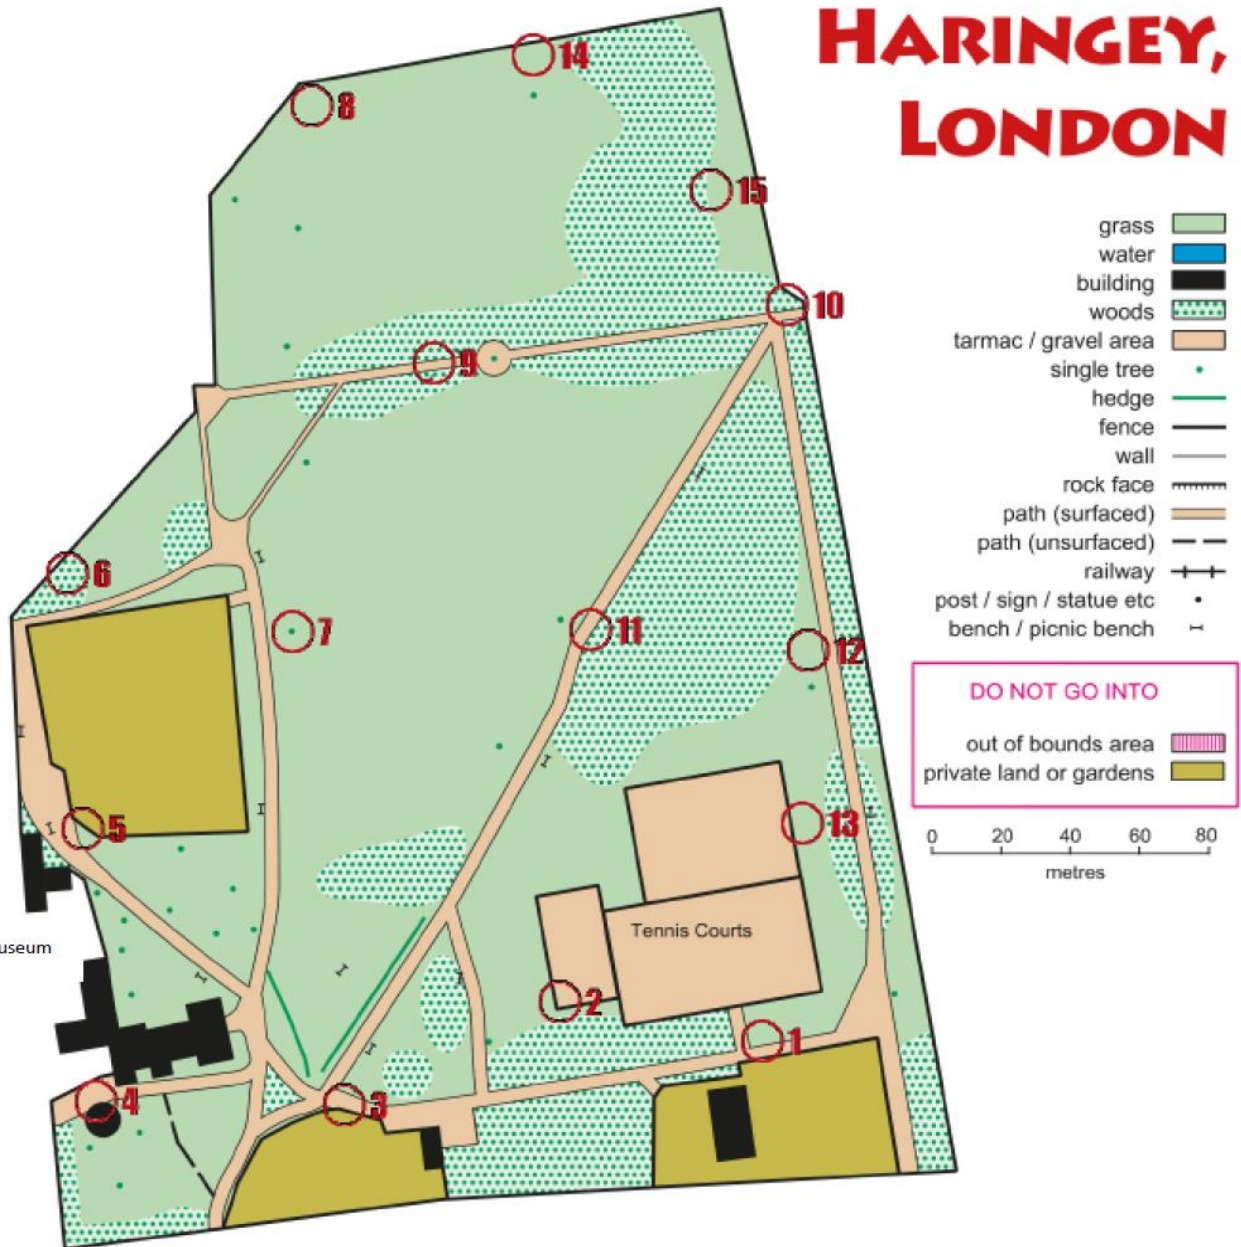 HARINGEY,
LONDON
14
8
15
10
9
6
7
11
12
5
13
2
1
4
3
useum
Tennis Courts
grass
water
building
woods
tarmac / gravel area
single tree
hedge
fence
wall
rock face
path (surfaced)
path (unsurfaced)
railway
post / sign / statue etc
bench / picnic bench
DO NOT GO INTO
out of bounds area
private land or gardens
0 20 40 60 80
metres